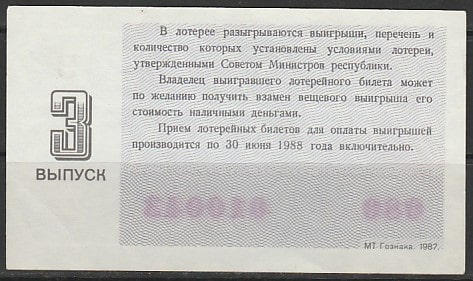 В лотерее разыгрываются выигрыши, перечень и
количество которых установлены условиями лотереи,
утвержденными Советом Министров республики.
Владелец выигравшего лотерейного билета может
по желанию получить взамен вещевого выигрыша его
стоимость наличными деньгами.
Прием лотерейных билетов для оплаты выигрышей
производится по 30 июня 1988 года включительно.
3
ВЫПУСК
МТ Гознака. 1987.